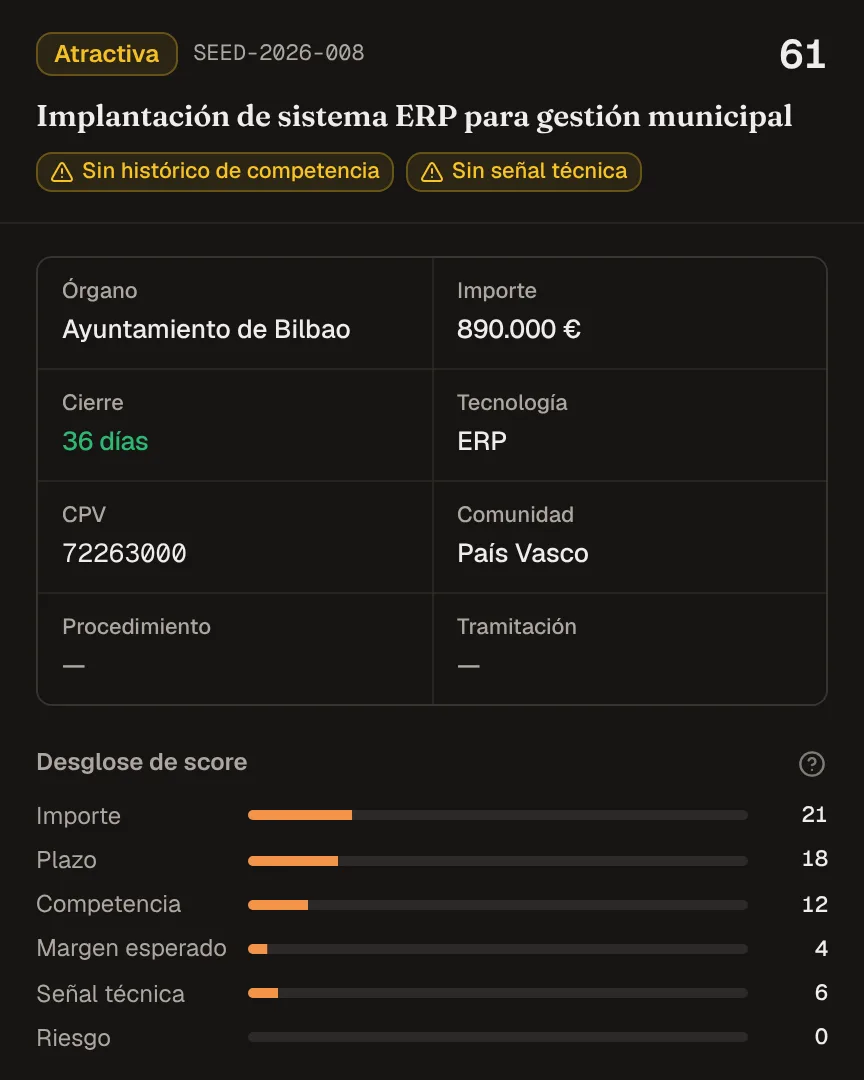 Atractiva SEED-2026-008 61
Implantación de sistema ERP para gestión municipal
Sin histórico de competencia Sin señal técnica
Órgano Importe
Ayuntamiento de Bilbao 890.000 €
Cierre Tecnología
36 días ERP
CPV Comunidad
72263000 País Vasco
Procedimiento Tramitación
— —
Desglose de score ?
Importe 21
Plazo 18
Competencia 12
Margen esperado 4
Señal técnica 6
Riesgo 0